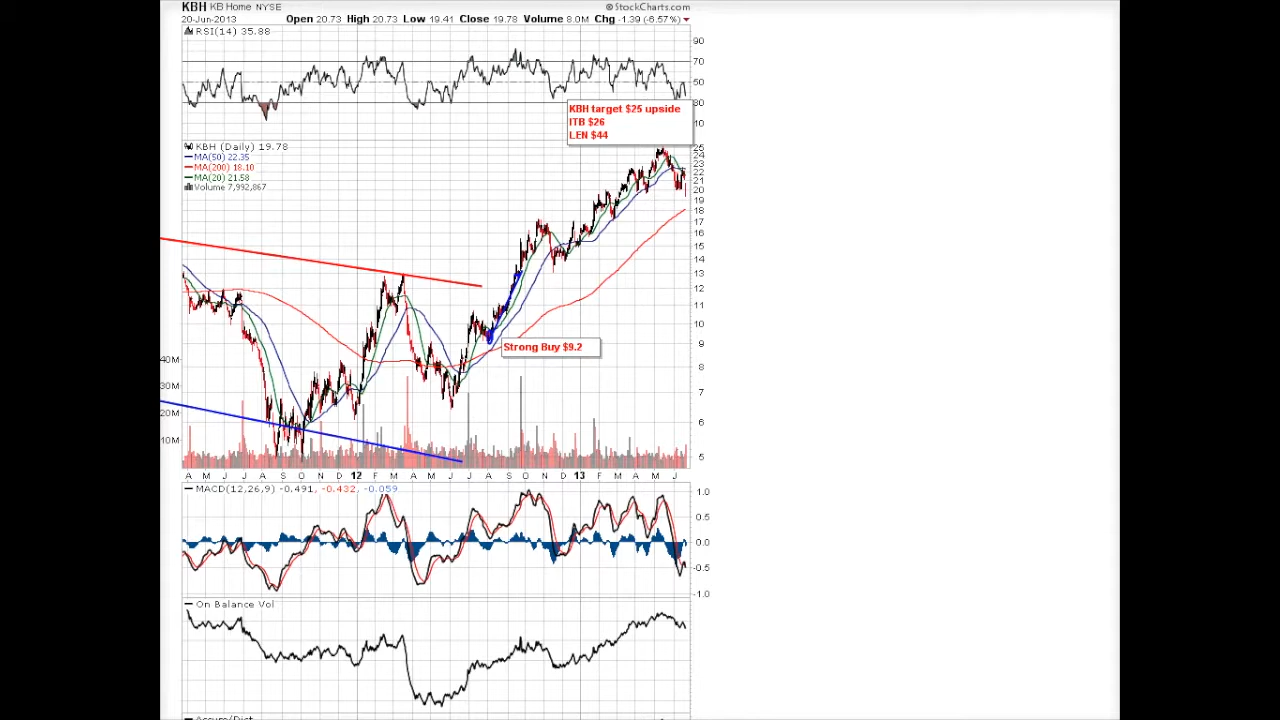 KBH KB Home NYSE @ StockCharts.com
20-Jun-2013 Open 20.73 High 20.73 Low 19.41 Close 19.78 Volume 8.0M Chg -1.39 (-6.57%)
RSI(14) 35.88
90
70
50
30
10
KBH target $25 upside
ITB $26
LEN $44
KBH (Daily) 19.78
MA(50) 22.35
MA(200) 18.10
MA(20) 21.58
Volume 7,992,867
25
24
23
22
21
20
19
18
17
16
15
14
13
12
11
10
9
8
7
6
5
Strong Buy $9.2
40M
30M
20M
10M
A M J J A S O N D 12 F M A M J J A S O N D 13 F M A M J
MACD(12,26,9) -0.491, -0.432, -0.059
1.0
0.5
0.0
-0.5
-1.0
On Balance Vol
Accum/Dist